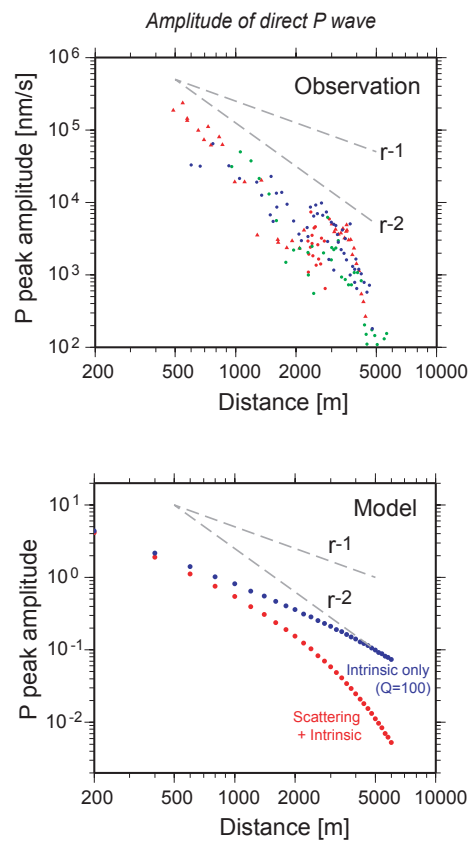 Amplitude of direct P wave
10^6
Observation
10^5
r-1
10^4
r-2
10^3
10^2
P peak amplitude [nm/s]
200 500 1000 2000 5000 10000
Distance [m]
10^1
Model
r-1
10^0
r-2
10^-1
Intrinsic only
(Q=100)
Scattering
+ Intrinsic
10^-2
P peak amplitude
200 500 1000 2000 5000 10000
Distance [m]